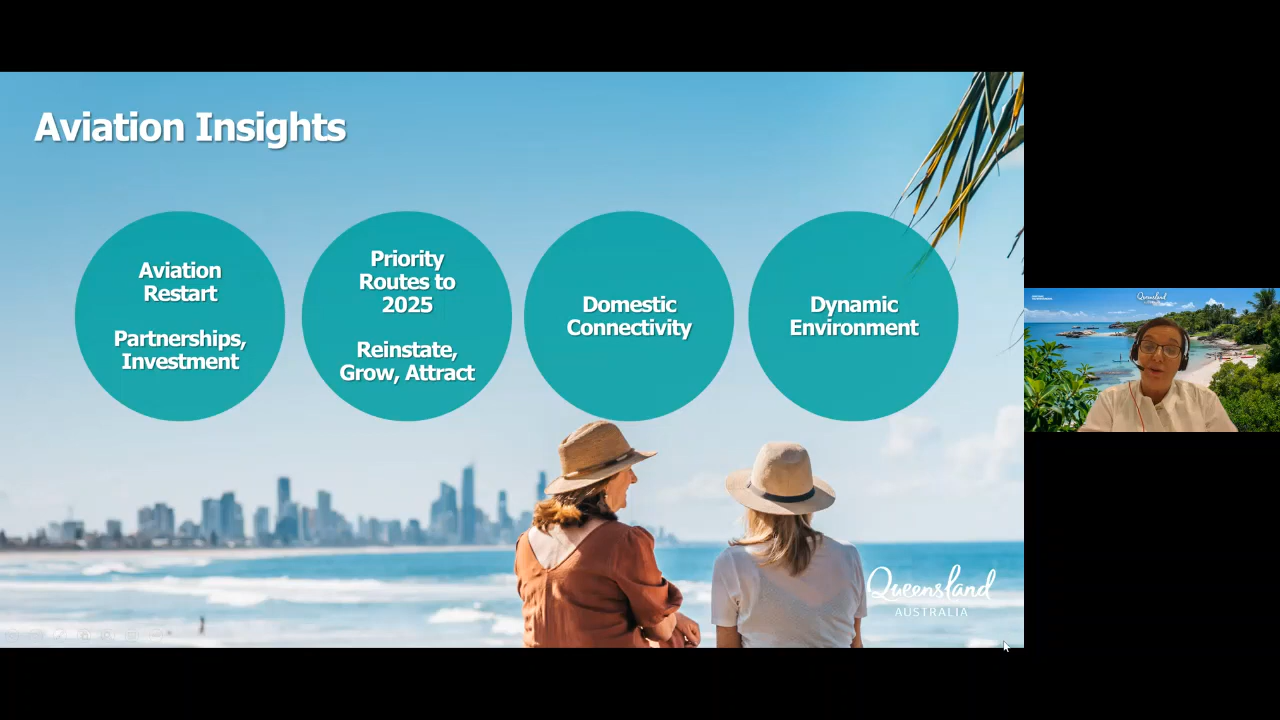 Aviation Insights
Aviation
Restart
Partnerships,
Investment
Priority
Routes to
2025
Reinstate,
Grow, Attract
Domestic
Connectivity
Dynamic
Environment
Queensland
AUSTRALIA
Queensland